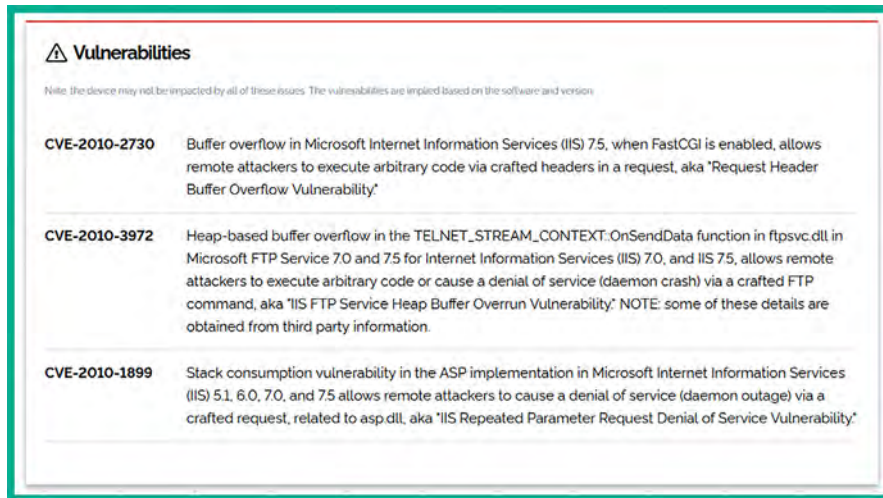 Vulnerabilities
Note: the device may not be impacted by all of these issues. The vulnerabilities are implied based on the software and version.
CVE-2010-2730
Buffer overflow in Microsoft Internet Information Services (IIS) 7.5, when FastCGI is enabled, allows
remote attackers to execute arbitrary code via crafted headers in a request, aka "Request Header
Buffer Overflow Vulnerability."
CVE-2010-3972
Heap-based buffer overflow in the TELNET_STREAM_CONTEXT::OnSendData function in ftpsvc.dll in
Microsoft FTP Service 7.0 and 7.5 for Internet Information Services (IIS) 7.0, and IIS 7.5, allows remote
attackers to execute arbitrary code or cause a denial of service (daemon crash) via a crafted FTP
command, aka "IIS FTP Service Heap Buffer Overrun Vulnerability." NOTE: some of these details are
obtained from third party information.
CVE-2010-1899
Stack consumption vulnerability in the ASP implementation in Microsoft Internet Information Services
(IIS) 5.1, 6.0, 7.0, and 7.5 allows remote attackers to cause a denial of service (daemon outage) via a
crafted request, related to asp.dll, aka "IIS Repeated Parameter Request Denial of Service Vulnerability."